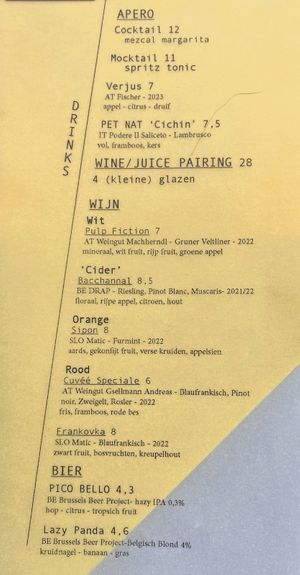 DRINKS
APERO
Cocktail 12
mezcal margarita
Mocktail 11
spritz tonic
Verjus 7
AT Fischer - 2023
appel - citrus - druif
PET NAT 'Cichin' 7,5
IT Podere Il Saliceto - Lambrusco
vol, framboos, kers
WINE/JUICE PAIRING 28
4 (kleine) glazen
WIJN
Wit
Pulp Fiction 7
AT Weingut Machherndl - Gruner Veltliner - 2022
mineraal, wit fruit, rijp fruit, groene appel
'Cider'
Bacchannal 8,5
BE DRAP - Riesling, Pinot Blanc, Muscaris- 2021/22
floraal, rijpe appel, citroen, hout
Orange
Sipon 8
SLO Matic - Furmint - 2022
aards, gekonfijt fruit, verse kruiden, appelsien
Rood
Cuvéé Speciale 6
AT Weingut Gsellmann Andreas - Blaufrankisch, Pinot
noir, Zweigelt, Rosler - 2022
fris, framboos, rode bes
Frankovka 8
SLO Matic - Blaufrankisch - 2022
zwart fruit, bosvruchten, kreupelhout
BIER
PICO BELLO 4,3
BE Brussels Beer Project- hazy IPA 0,3%
hop - citrus - tropsich fruit
Lazy Panda 4,6
BE Brussels Beer Project-Belgisch Blond 4%
kruidnagel - banaan - gras